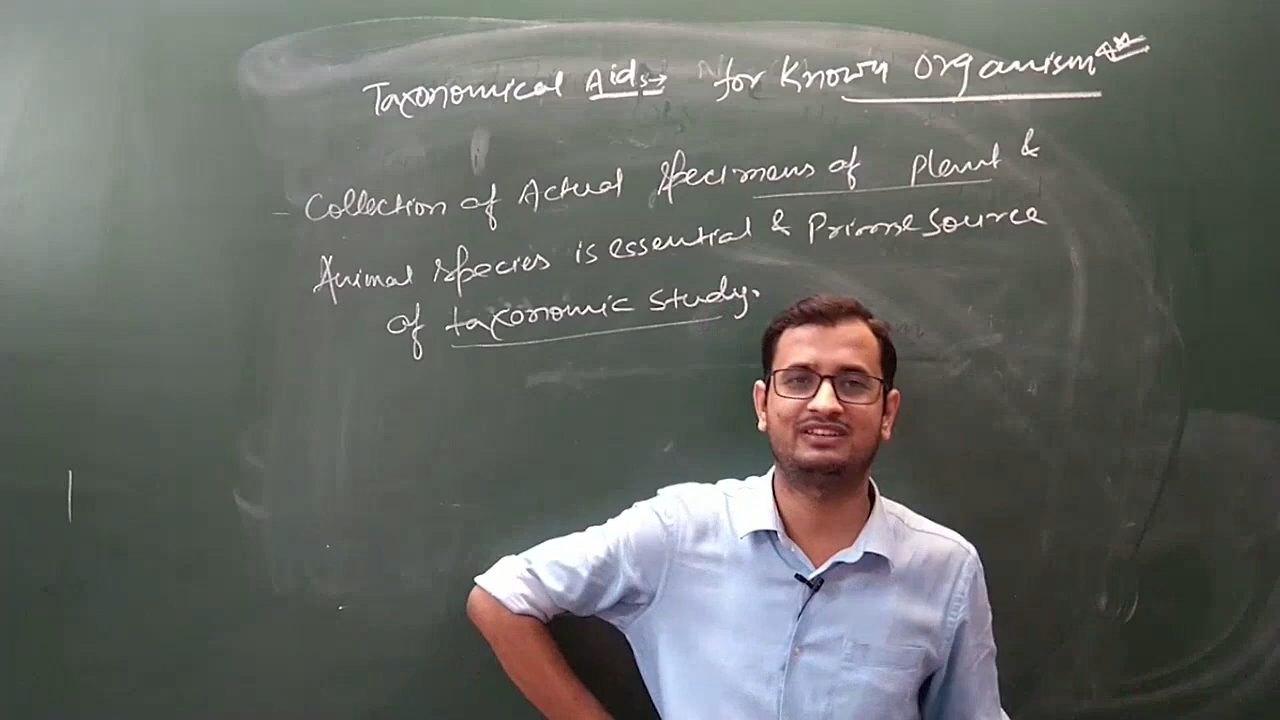 Taxonomical Aids → for Known Organism
- Collection of Actual specimens of plant &
Animal species is essential & Prime source
of taxonomic study.